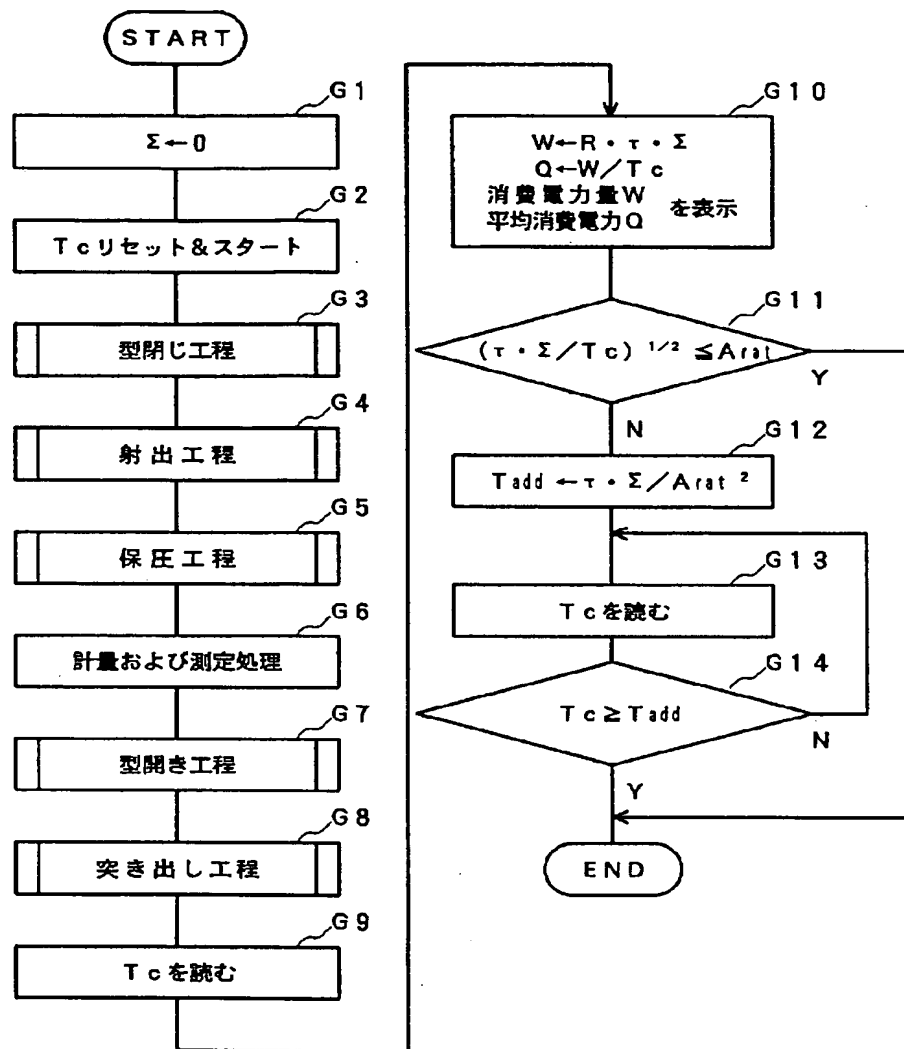 START
G1
Σ←0
G2
Tcリセット&スタート
G3
型閉じ工程
G4
射出工程
G5
保圧工程
G6
計量および測定処理
G7
型開き工程
G8
突き出し工程
G9
Tcを読む
G10
W←R・τ・Σ
Q←W/Tc
消費電力量W
平均消費電力Q
を表示
G11
(τ・Σ/Tc) 1/2 ≦Arat
Y
N
G12
Tadd←τ・Σ/Arat 2
G13
Tcを読む
G14
Tc≧Tadd
N
Y
END